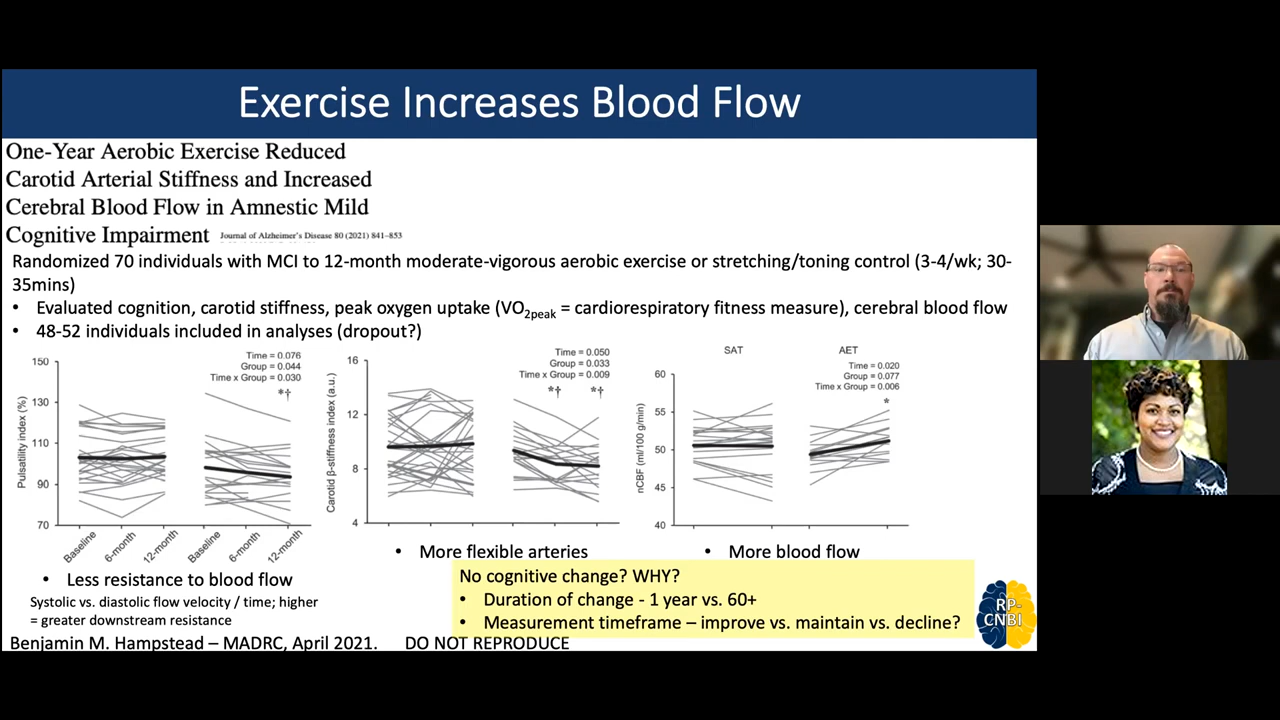 Exercise Increases Blood Flow
One-Year Aerobic Exercise Reduced
Carotid Arterial Stiffness and Increased
Cerebral Blood Flow in Amnestic Mild
Cognitive Impairment Journal of Alzheimer's Disease 80 (2021) 841–853
Randomized 70 individuals with MCI to 12-month moderate-vigorous aerobic exercise or stretching/toning control (3-4/wk; 30-
35mins)
• Evaluated cognition, carotid stiffness, peak oxygen uptake (VO2peak = cardiorespiratory fitness measure), cerebral blood flow
• 48-52 individuals included in analyses (dropout?)
Pulsatility index (%)
150
130
110
90
70
Time = 0.076
Group = 0.044
Time x Group = 0.030
*†
Baseline
6-month
12-month
Baseline
6-month
12-month
Carotid β-stiffness index (a.u.)
16
12
8
4
Time = 0.050
Group = 0.033
Time x Group = 0.009
*† *†
nCBF (ml/100 g/min)
60
55
50
45
40
SAT AET
Time = 0.020
Group = 0.077
Time x Group = 0.006
*
• Less resistance to blood flow
Systolic vs. diastolic flow velocity / time; higher
= greater downstream resistance
• More flexible arteries
• More blood flow
No cognitive change? WHY?
• Duration of change - 1 year vs. 60+
• Measurement timeframe – improve vs. maintain vs. decline?
RP-
CNBI
Benjamin M. Hampstead – MADRC, April 2021. DO NOT REPRODUCE